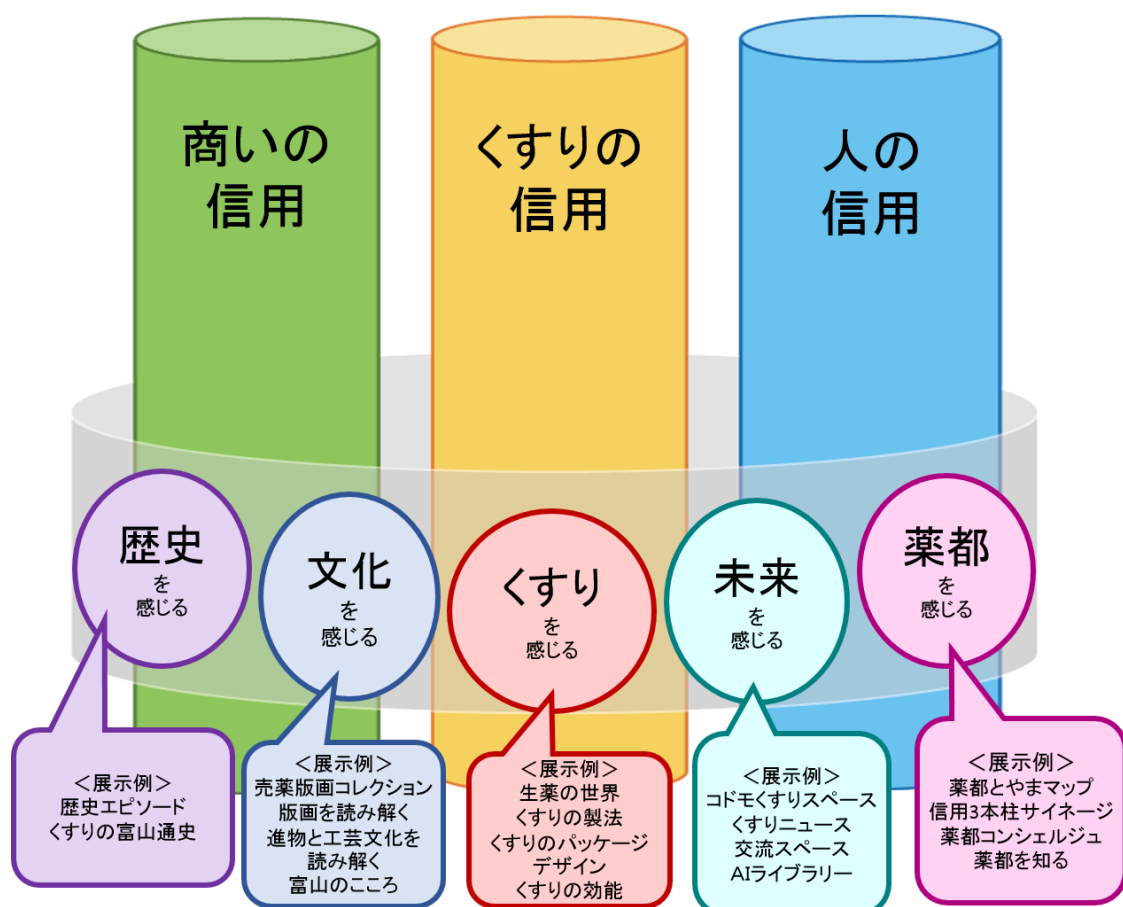 商いの
信用
くすりの
信用
人の
信用
歴史
を
感じる
文化
を
感じる
くすり
を
感じる
未来
を
感じる
薬都
を
感じる
＜展示例＞
歴史エピソード
くすりの富山通史
＜展示例＞
売薬版画コレクション
版画を読み解く
進物と工芸文化を
読み解く
富山のこころ
＜展示例＞
生薬の世界
くすりの製法
くすりのパッケージ
デザイン
くすりの効能
＜展示例＞
コドモくすりスペース
くすりニュース
交流スペース
AIライブラリー
＜展示例＞
薬都とやまマップ
信用3本柱サイネージ
薬都コンシェルジュ
薬都を知る